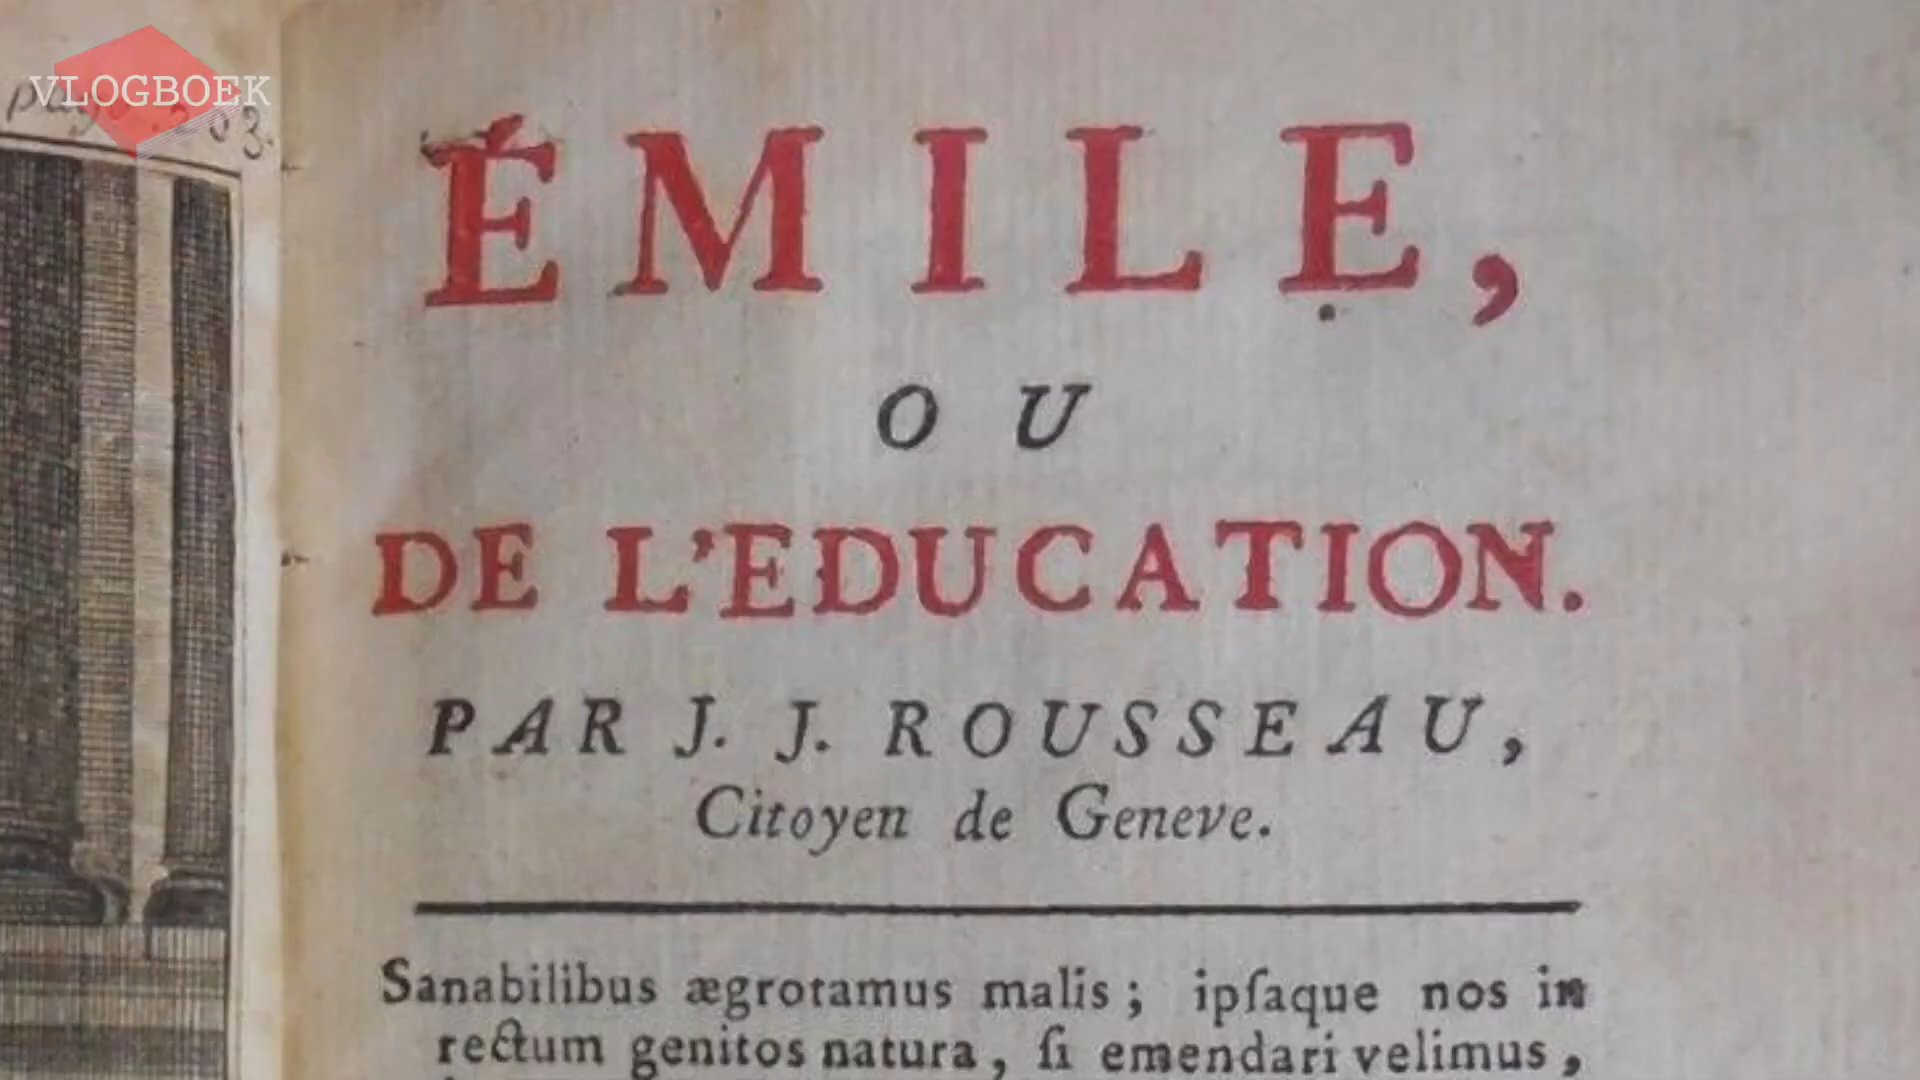 VLOGBOEK
ÉMILE,
OU
DE L'EDUCATION.
PAR J. J. ROUSSEAU,
Citoyen de Geneve.
Sanabilibus ægrotamus malis; ipſaque nos in
rectum genitos natura, ſi emendari velimus,